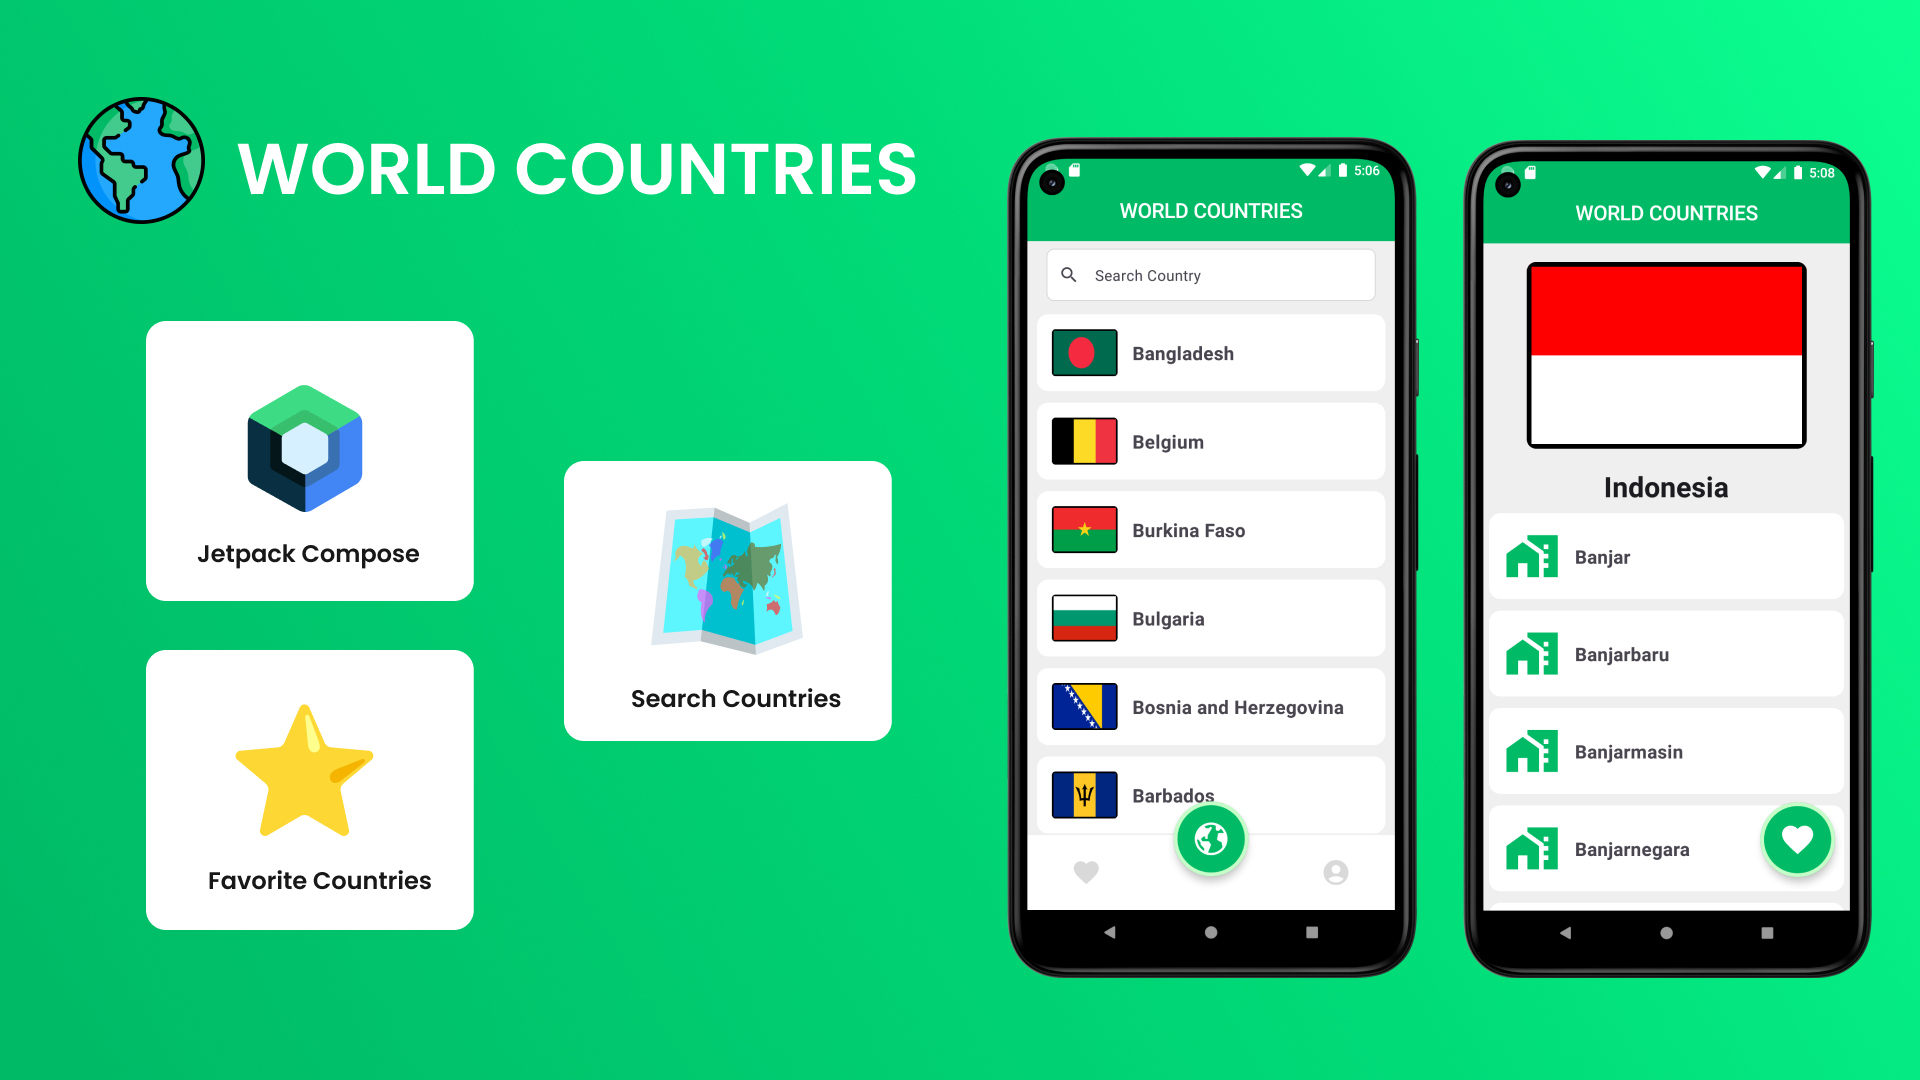 WORLD COUNTRIES
Jetpack Compose
Favorite Countries
Search Countries
5:06
WORLD COUNTRIES
Search Country
Bangladesh
Belgium
Burkina Faso
Bulgaria
Bosnia and Herzegovina
Barbados
5:08
WORLD COUNTRIES
Indonesia
Banjar
Banjarbaru
Banjarmasin
Banjarnegara